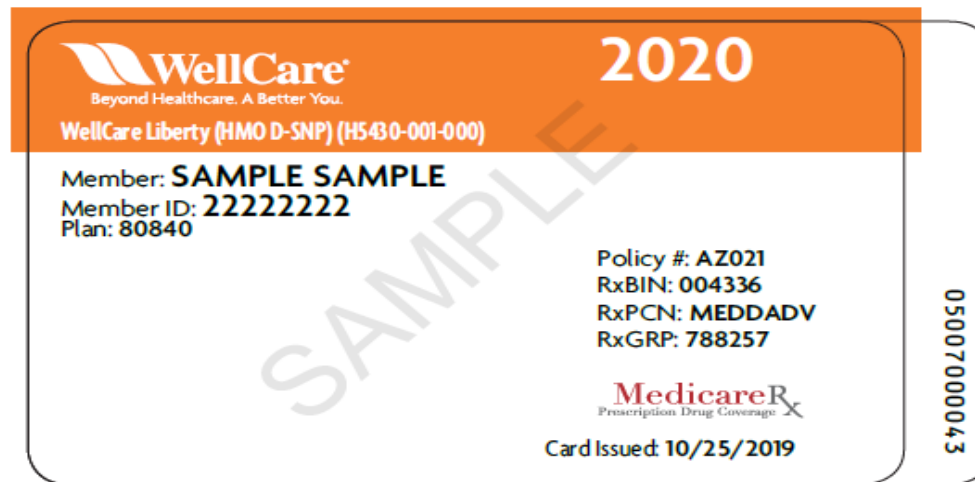 WellCare®
2020
Beyond Healthcare. A Better You.
WellCare Liberty (HMO D-SNP) (H5430-001-000)
Member: SAMPLE SAMPLE
Member ID: 22222222
Plan: 80840
SAMPLE
Policy #: AZ021
RxBIN: 004336
RxPCN: MEDDADV
RxGRP: 788257
MedicareRx
Prescription Drug Coverage
Card Issued: 10/25/2019
05007000043